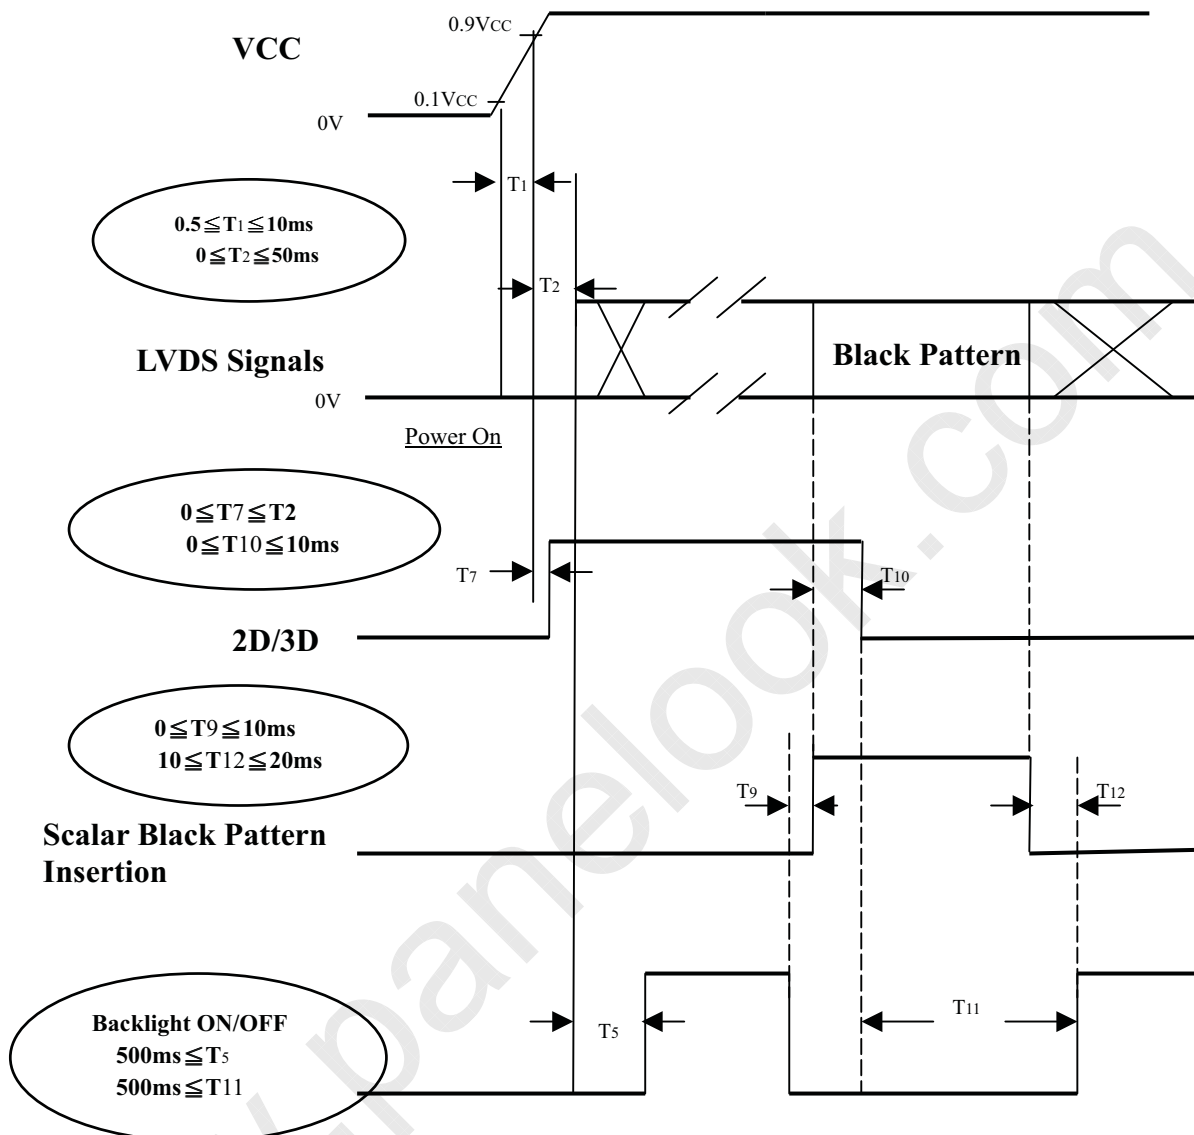 0.9VCC
VCC
0.1VCC
0V
T1
0.5≦T1≦10ms
0≦T2≦50ms
T2
LVDS Signals
Black Pattern
0V
Power On
0≦T7≦T2
0≦T10≦10ms
T7
T10
2D/3D
0≦T9≦10ms
10≦T12≦20ms
T9
T12
Scalar Black Pattern
Insertion
Backlight ON/OFF
500ms≦T5
500ms≦T11
T5
T11
panelook.com